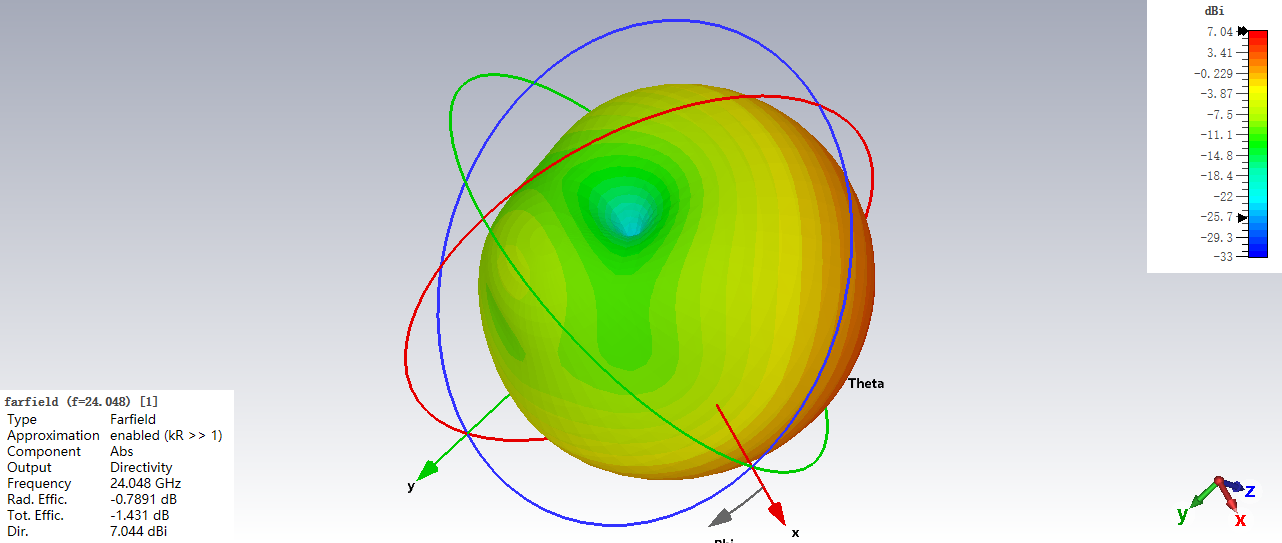 dBi
7.04
3.41
-0.229
-3.87
-7.5
-11.1
-14.8
-18.4
-22
-25.7
-29.3
-33
Theta
y
x
Phi
z
y
x
farfield (f=24.048) [1]
Type Farfield
Approximation enabled (kR >> 1)
Component Abs
Output Directivity
Frequency 24.048 GHz
Rad. Effic. -0.7891 dB
Tot. Effic. -1.431 dB
Dir. 7.044 dBi